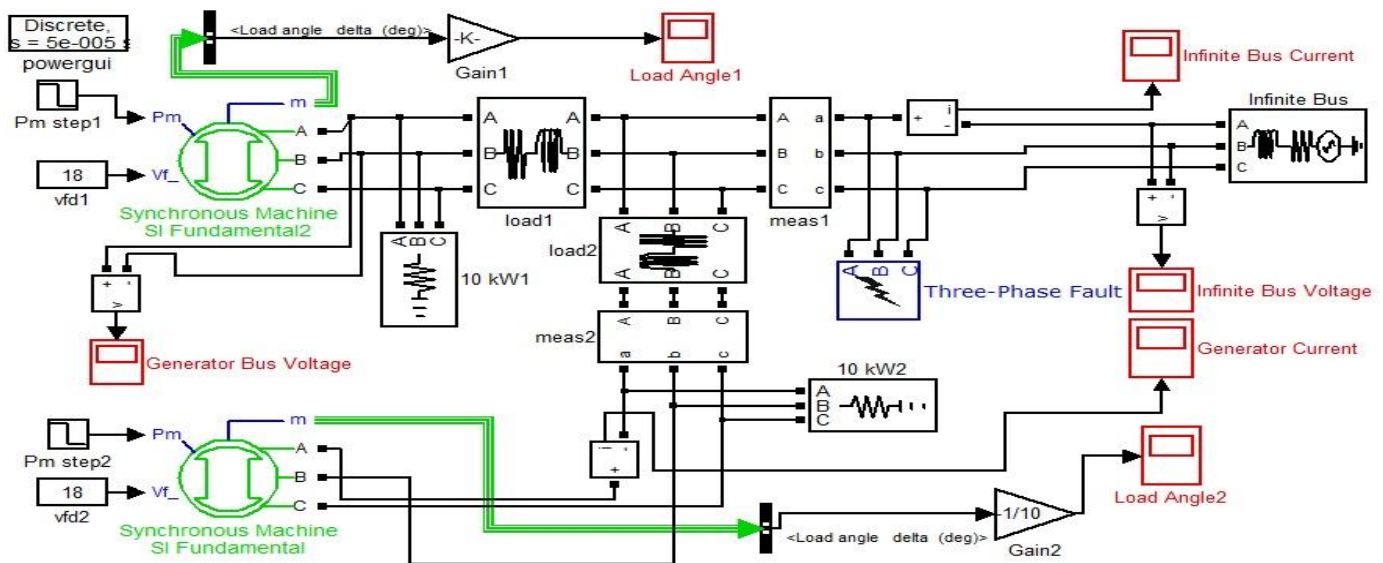 Discrete,
s = 5e-005 s
powergui
<Load angle delta (deg)>
-K-
Gain1
Load Angle1
Infinite Bus Current
Pm step1
Pm
m
A
B
C
18
vfd1
Vf_
Synchronous Machine
SI Fundamental2
A
B
C
A
B
C
load1
A
B
C
a
b
c
meas1
+
i
-
Infinite Bus
A
B
C
A
B
C
10 kW1
+
-
v
Generator Bus Voltage
load2
A
B
C
A
B
C
meas2
A
B
C
a
b
c
A
B
C
Three-Phase Fault
+
-
v
Infinite Bus Voltage
Generator Current
10 kW2
A
B
C
i
-
+
Pm step2
Pm
m
A
B
C
18
vfd2
Vf_
Synchronous Machine
SI Fundamental
<Load angle delta (deg)>
-1/10
Gain2
Load Angle2